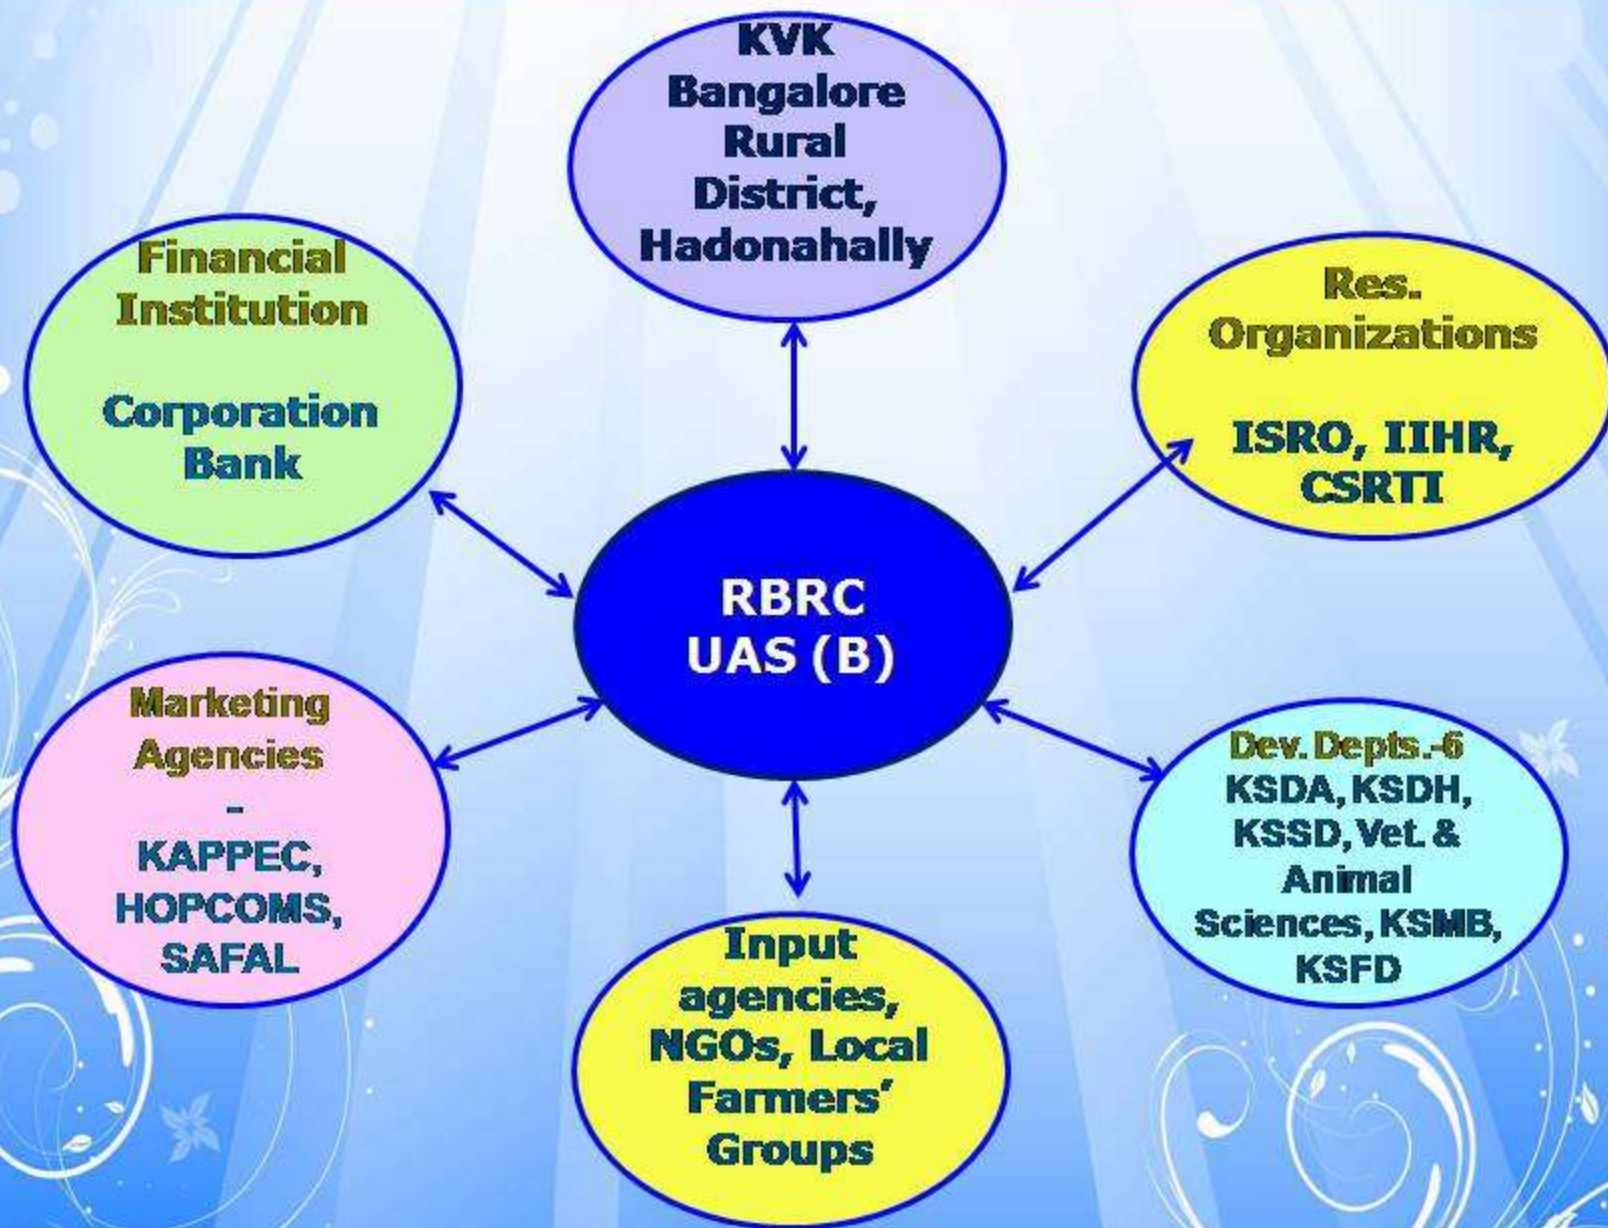 KVK
Bangalore
Rural
District,
Hadonahally
Financial
Institution
Corporation
Bank
Res.
Organizations
ISRO, IIHR,
CSRTI
RBRC
UAS (B)
Marketing
Agencies
-
KAPPEC,
HOPCOMS,
SAFAL
Dev. Depts.-6
KSDA, KSDH,
KSSD, Vet. &
Animal
Sciences, KSMB,
KSFD
Input
agencies,
NGOs, Local
Farmers’
Groups